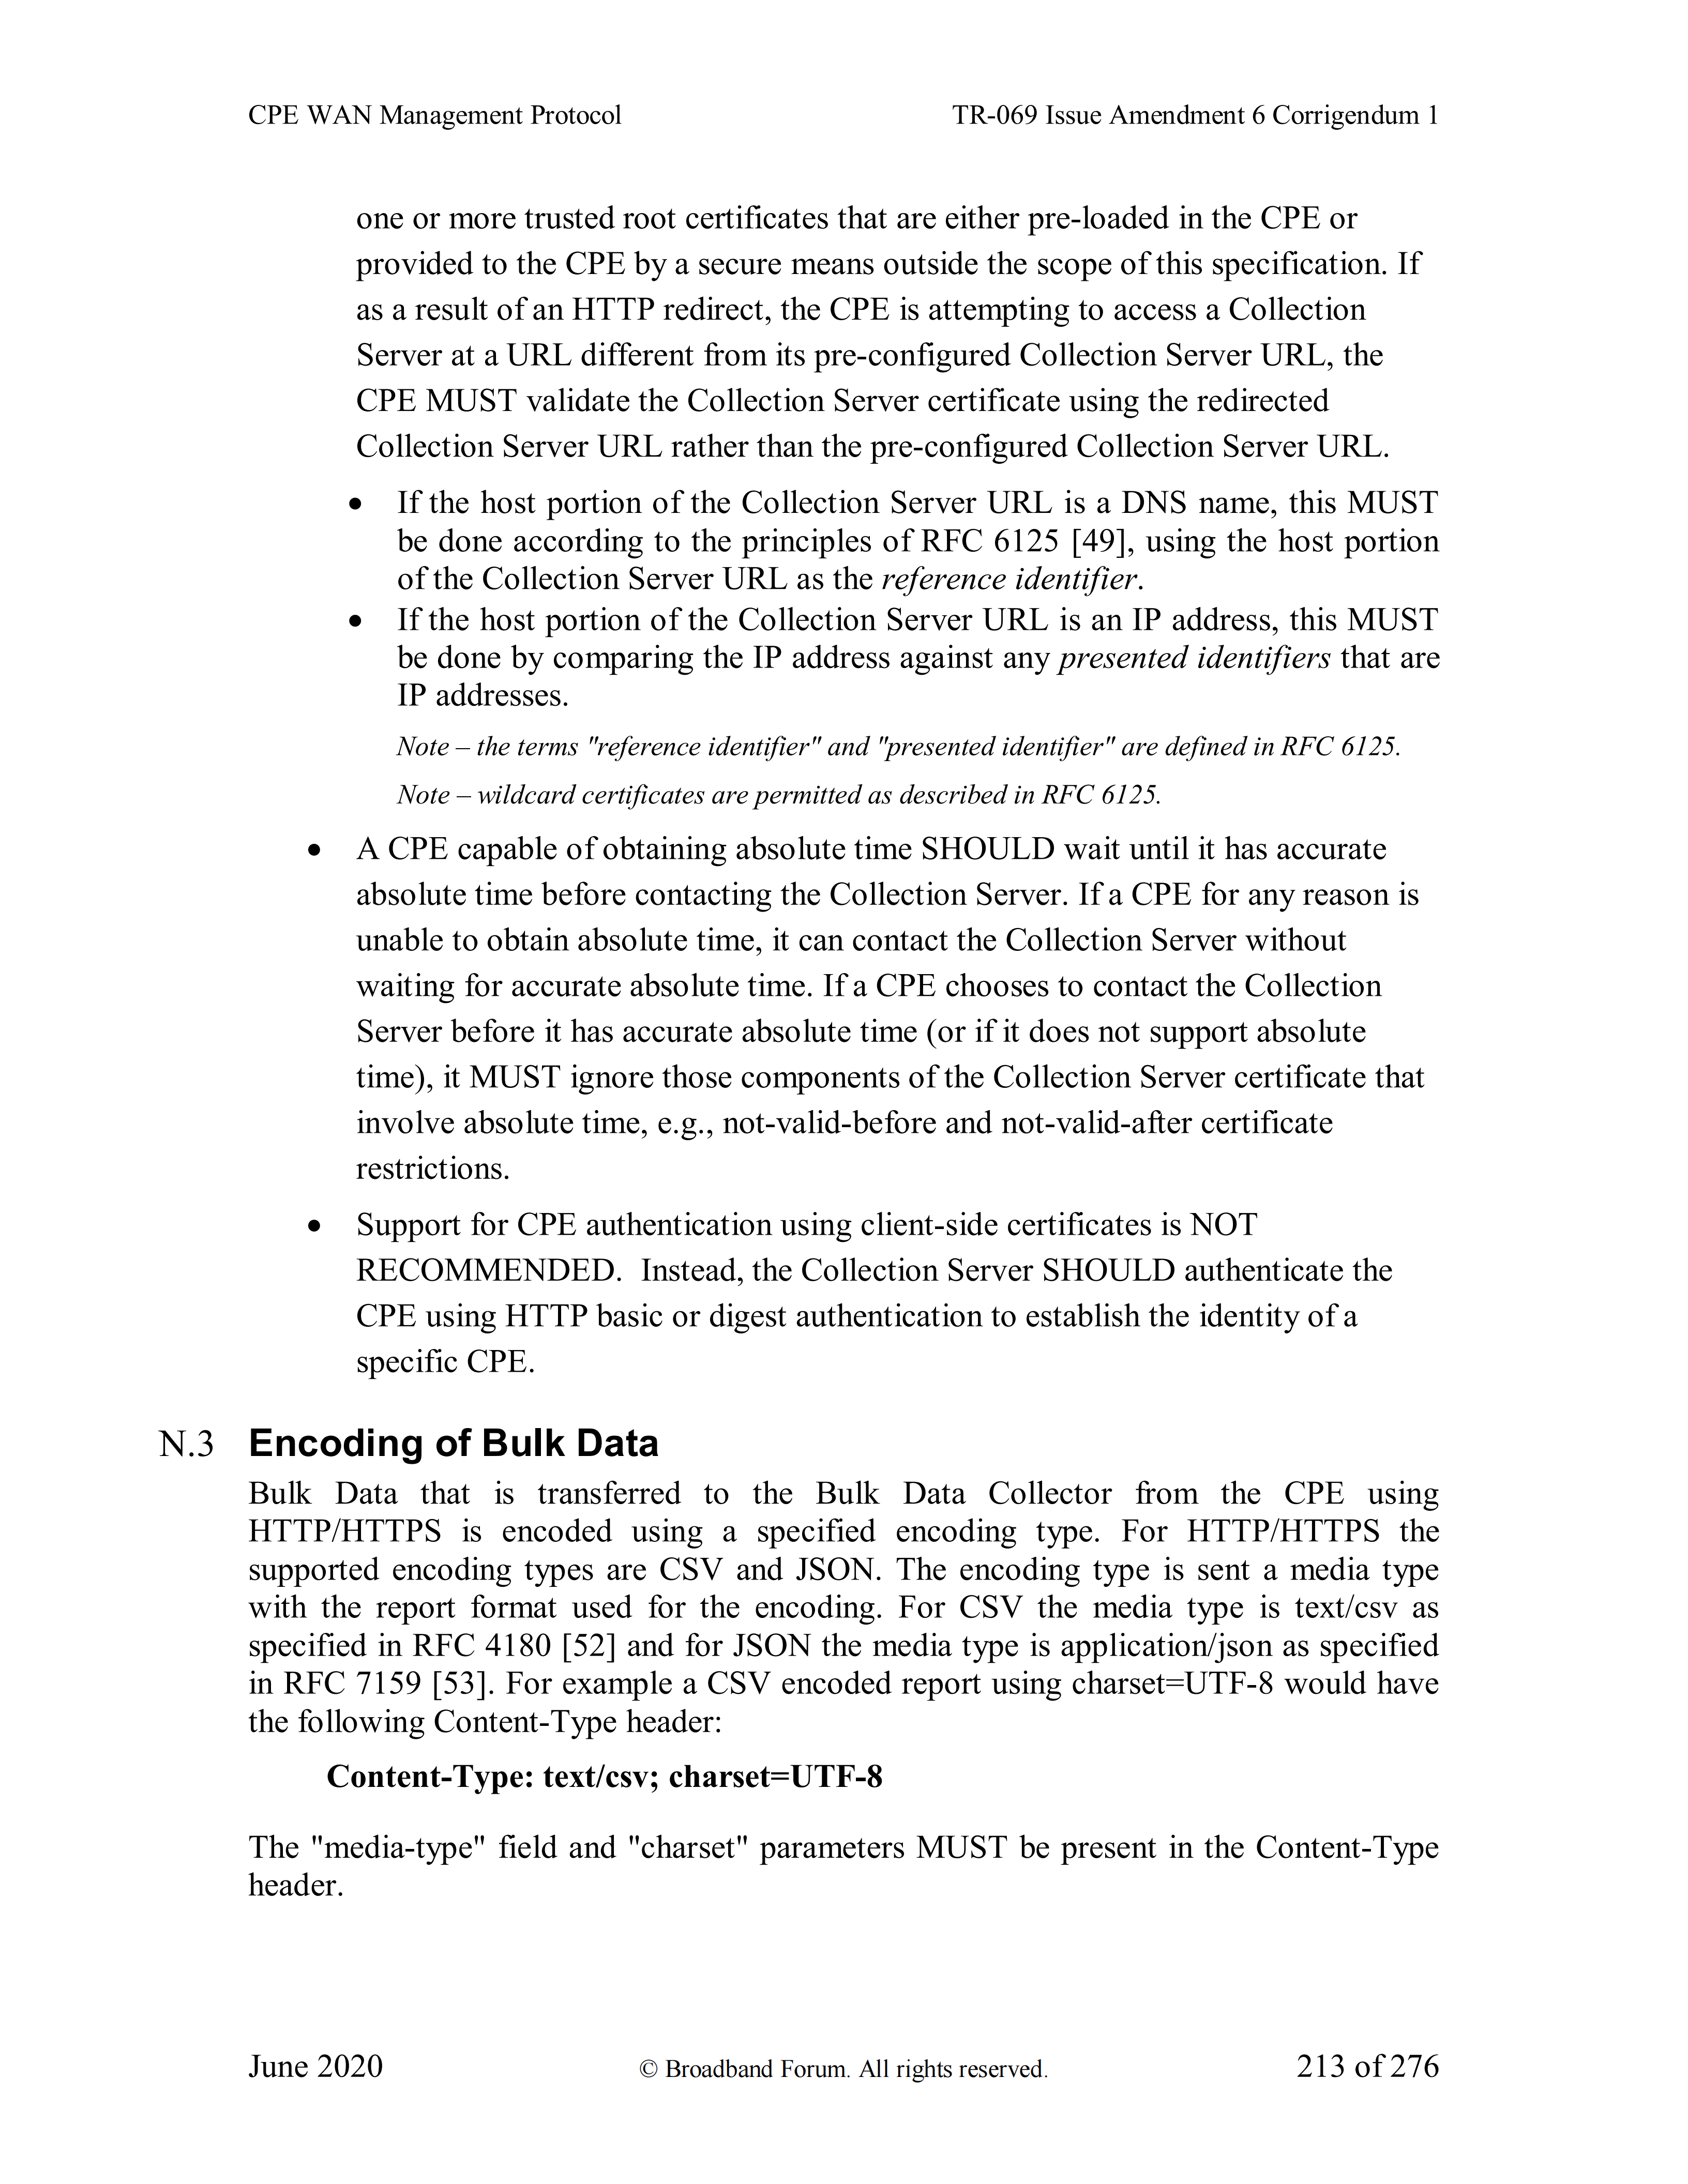 CPE WAN Management Protocol TR-069 Issue Amendment 6 Corrigendum 1
one or more trusted root certificates that are either pre-loaded in the CPE or
provided to the CPE by a secure means outside the scope of this specification. If
as a result of an HTTP redirect, the CPE is attempting to access a Collection
Server at a URL different from its pre-configured Collection Server URL, the
CPE MUST validate the Collection Server certificate using the redirected
Collection Server URL rather than the pre-configured Collection Server URL.
• If the host portion of the Collection Server URL is a DNS name, this MUST
be done according to the principles of RFC 6125 [49], using the host portion
of the Collection Server URL as the reference identifier.
• If the host portion of the Collection Server URL is an IP address, this MUST
be done by comparing the IP address against any presented identifiers that are
IP addresses.
Note – the terms "reference identifier" and "presented identifier" are defined in RFC 6125.
Note – wildcard certificates are permitted as described in RFC 6125.
• A CPE capable of obtaining absolute time SHOULD wait until it has accurate
absolute time before contacting the Collection Server. If a CPE for any reason is
unable to obtain absolute time, it can contact the Collection Server without
waiting for accurate absolute time. If a CPE chooses to contact the Collection
Server before it has accurate absolute time (or if it does not support absolute
time), it MUST ignore those components of the Collection Server certificate that
involve absolute time, e.g., not-valid-before and not-valid-after certificate
restrictions.
• Support for CPE authentication using client-side certificates is NOT
RECOMMENDED. Instead, the Collection Server SHOULD authenticate the
CPE using HTTP basic or digest authentication to establish the identity of a
specific CPE.
N.3 Encoding of Bulk Data
Bulk Data that is transferred to the Bulk Data Collector from the CPE using
HTTP/HTTPS is encoded using a specified encoding type. For HTTP/HTTPS the
supported encoding types are CSV and JSON. The encoding type is sent a media type
with the report format used for the encoding. For CSV the media type is text/csv as
specified in RFC 4180 [52] and for JSON the media type is application/json as specified
in RFC 7159 [53]. For example a CSV encoded report using charset=UTF-8 would have
the following Content-Type header:
Content-Type: text/csv; charset=UTF-8
The "media-type" field and "charset" parameters MUST be present in the Content-Type
header.
June 2020 © Broadband Forum. All rights reserved. 213 of 276